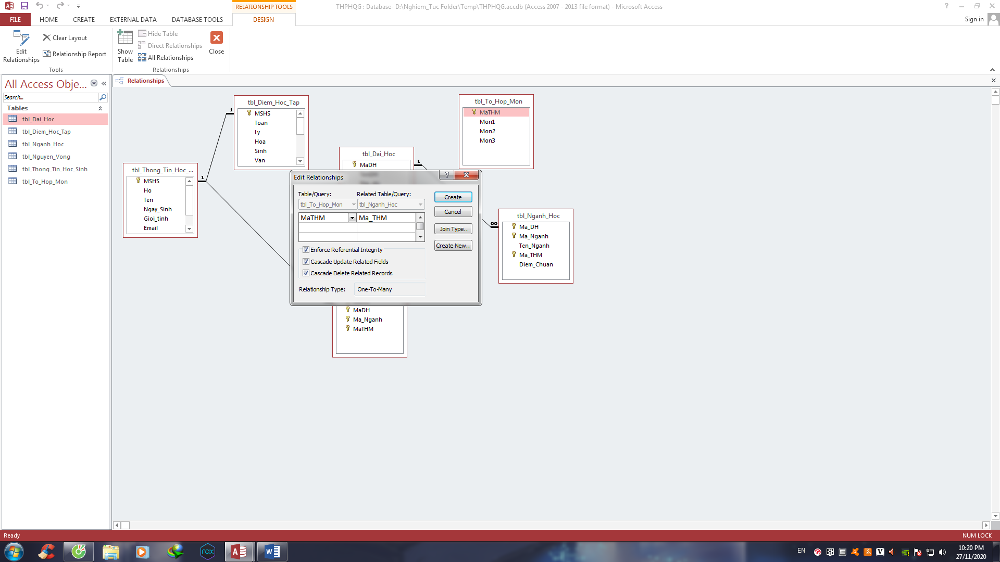 RELATIONSHIP TOOLS
THPHQG : Database- D:\Nghiem_Tuc Folder\Temp\THPHQG.accdb (Access 2007 - 2013 file format) - Microsoft Access
FILE
HOME
CREATE
EXTERNAL DATA
DATABASE TOOLS
DESIGN
Sign in
Edit
Relationships
Clear Layout
Relationship Report
Tools
Show
Table
Hide Table
Direct Relationships
All Relationships
Close
Relationships
All Access Obje...
Search...
Tables
tbl_Dai_Hoc
tbl_Diem_Hoc_Tap
tbl_Nganh_Hoc
tbl_Nguyen_Vong
tbl_Thong_Tin_Hoc_Sinh
tbl_To_Hop_Mon
Relationships
tbl_Thong_Tin_Hoc_...
MSHS
Ho
Ten
Ngay_Sinh
Gioi_tinh
Email
1
1
tbl_Diem_Hoc_Tap
MSHS
Toan
Ly
Hoa
Sinh
Van
tbl_Dai_Hoc
MaDH
1
tbl_To_Hop_Mon
MaTHM
Mon1
Mon2
Mon3
Edit Relationships
?
Table/Query:
Related Table/Query:
tbl_To_Hop_Mon
tbl_Nganh_Hoc
MaTHM
Ma_THM
Enforce Referential Integrity
Cascade Update Related Fields
Cascade Delete Related Records
Relationship Type:
One-To-Many
Create
Cancel
Join Type..
Create New..
∞
tbl_Nganh_Hoc
Ma_DH
Ma_Nganh
Ten_Nganh
Ma_THM
Diem_Chuan
MaDH
Ma_Nganh
MaTHM
Ready
NUM LOCK
nox
EN
10:20 PM
27/11/2020